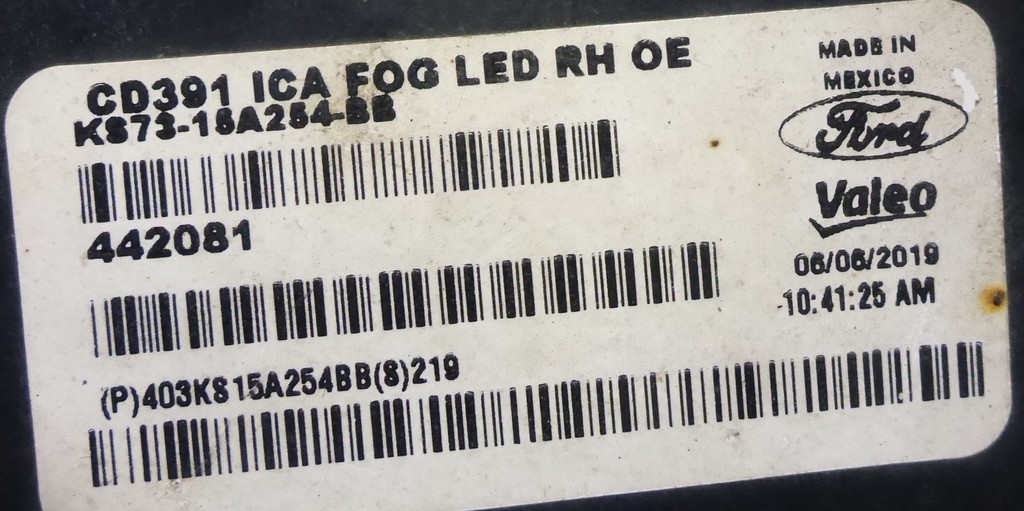 CD391 ICA FOG LED RH OE
KS73-15A254-BB
442081
(P)403KS15A254BB(8)219
MADE IN
MEXICO
Ford
Valeo
06/06/2019
10:41:25 AM